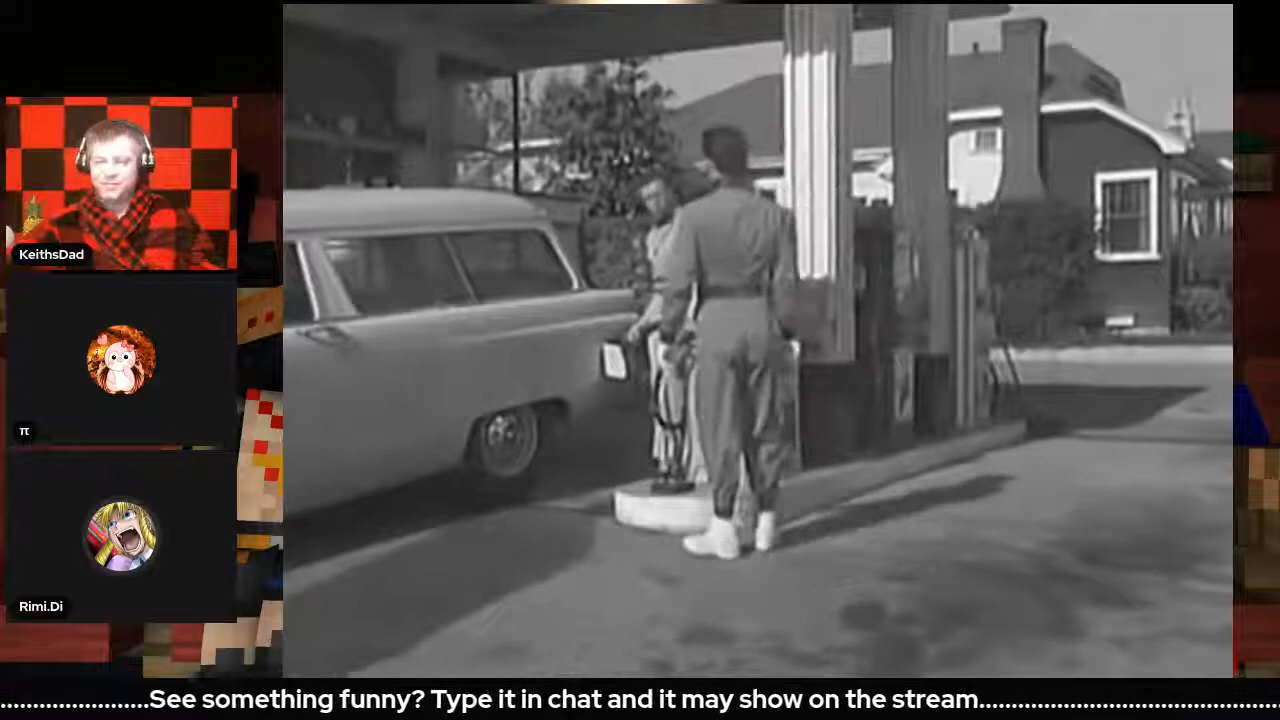 KeithsDad
π
Rimi.Di
.......................See something funny? Type it in chat and it may show on the stream...............................................